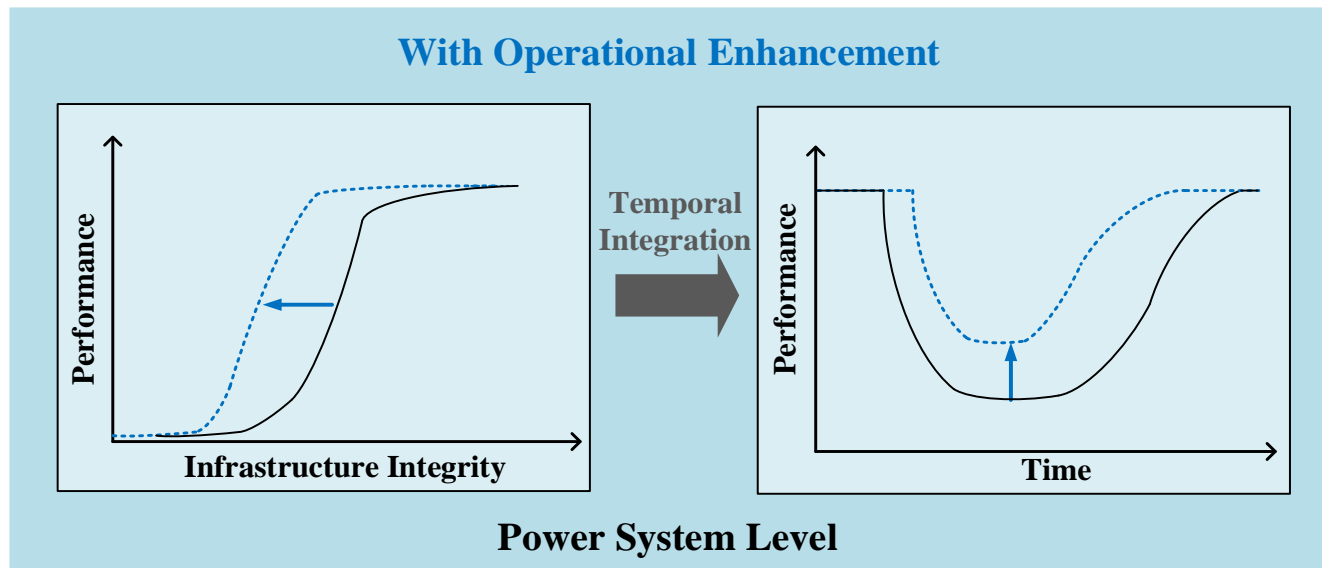 With Operational Enhancement
Performance
Infrastructure Integrity
Temporal
Integration
Performance
Time
Power System Level